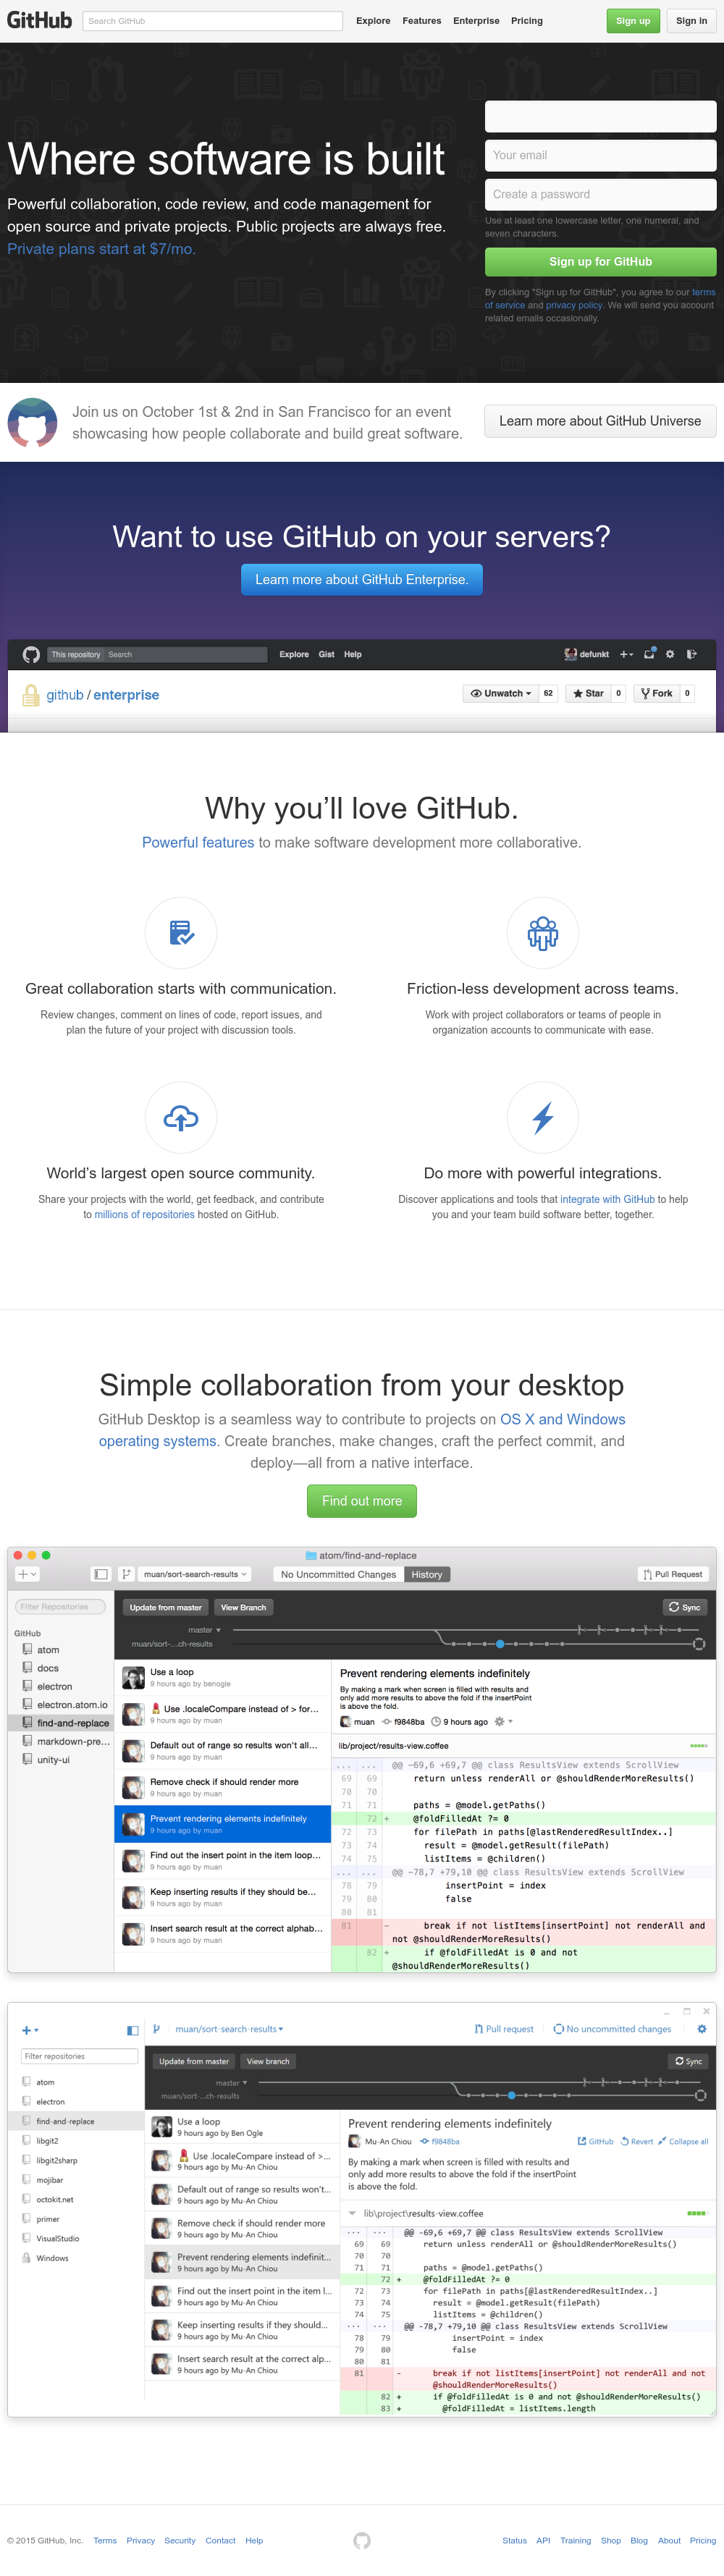 GitHub
Search GitHub
Explore Features Enterprise Pricing
Sign up
Sign in
Where software is built
Powerful collaboration, code review, and code management for
open source and private projects. Public projects are always free.
Private plans start at $7/mo.
Your email
Create a password
Use at least one lowercase letter, one numeral, and
seven characters.
Sign up for GitHub
By clicking "Sign up for GitHub", you agree to our terms
of service and privacy policy. We will send you account
related emails occasionally.
Join us on October 1st & 2nd in San Francisco for an event
showcasing how people collaborate and build great software.
Learn more about GitHub Universe
Want to use GitHub on your servers?
Learn more about GitHub Enterprise.
This repository Search Explore Gist Help defunkt
github / enterprise
Unwatch 62 Star 0 Fork 0
Why you’ll love GitHub.
Powerful features to make software development more collaborative.
Great collaboration starts with communication.
Review changes, comment on lines of code, report issues, and
plan the future of your project with discussion tools.
Friction-less development across teams.
Work with project collaborators or teams of people in
organization accounts to communicate with ease.
World’s largest open source community.
Share your projects with the world, get feedback, and contribute
to millions of repositories hosted on GitHub.
Do more with powerful integrations.
Discover applications and tools that integrate with GitHub to help
you and your team build software better, together.
Simple collaboration from your desktop
GitHub Desktop is a seamless way to contribute to projects on OS X and Windows
operating systems. Create branches, make changes, craft the perfect commit, and
deploy—all from a native interface.
Find out more
atom/find-and-replace
muan/sort-search-results
No Uncommitted Changes History
Pull Request
Filter Repositories
GitHub
atom
docs
electron
electron.atom.io
find-and-replace
markdown-pre...
unity-ui
Update from master View Branch Sync
master
muan/sort...ch-results
Use a loop
9 hours ago by benogle
Use .localeCompare instead of > for...
9 hours ago by muan
Default out of range so results won't all...
9 hours ago by muan
Remove check if should render more
9 hours ago by muan
Prevent rendering elements indefinitely
9 hours ago by muan
Find out the insert point in the item loop...
9 hours ago by muan
Keep inserting results if they should be...
9 hours ago by muan
Insert search result at the correct alphab...
9 hours ago by muan
Prevent rendering elements indefinitely
By making a mark when screen is filled with results and
only add more results to above the fold if the insertPoint
is above the fold.
muan f9848ba 9 hours ago
lib/project/results-view.coffee
... ... @@ -69,6 +69,7 @@ class ResultsView extends ScrollView
69 69 return unless renderAll or @shouldRenderMoreResults()
70 70
71 71 paths = @model.getPaths()
72 + @foldFilledAt ?= 0
72 73 for filePath in paths[@lastRenderedResultIndex..]
73 74 result = @model.getResult(filePath)
74 75 listItems = @children()
... ... @@ -78,7 +79,10 @@ class ResultsView extends ScrollView
78 79 insertPoint = index
79 80 false
80 81
81 - break if not listItems[insertPoint] not renderAll and
not @shouldRenderMoreResults()
82 + if @foldFilledAt is 0 and not
@shouldRenderMoreResults()
muan/sort-search-results
Pull request No uncommitted changes
Filter repositories
atom
electron
find-and-replace
libgit2
libgit2sharp
mojibar
octokit.net
primer
VisualStudio
Windows
Update from master View branch Sync
master
muan/sort...ch-results
Use a loop
9 hours ago by Ben Ogle
Use .localeCompare instead of >...
9 hours ago by Mu-An Chiou
Default out of range so results won't...
9 hours ago by Mu-An Chiou
Remove check if should render more
9 hours ago by Mu-An Chiou
Prevent rendering elements indefinit...
9 hours ago by Mu-An Chiou
Find out the insert point in the item l...
9 hours ago by Mu-An Chiou
Keep inserting results if they should...
9 hours ago by Mu-An Chiou
Insert search result at the correct alp...
9 hours ago by Mu-An Chiou
Prevent rendering elements indefinitely
Mu-An Chiou f9848ba GitHub Revert Collapse all
By making a mark when screen is filled with results and
only add more results to above the fold if the insertPoint
is above the fold.
lib\project\results-view.coffee
... ... @@ -69,6 +69,7 @@ class ResultsView extends ScrollView
69 69 return unless renderAll or @shouldRenderMoreResults()
70 70
71 71 paths = @model.getPaths()
72 + @foldFilledAt ?= 0
72 73 for filePath in paths[@lastRenderedResultIndex..]
73 74 result = @model.getResult(filePath)
74 75 listItems = @children()
... ... @@ -78,7 +79,10 @@ class ResultsView extends ScrollView
78 79 insertPoint = index
79 80 false
80 81
81 - break if not listItems[insertPoint] not renderAll and not
@shouldRenderMoreResults()
82 + if @foldFilledAt is 0 and not @shouldRenderMoreResults()
83 + @foldFilledAt = listItems.length
© 2015 GitHub, Inc. Terms Privacy Security Contact Help
Status API Training Shop Blog About Pricing